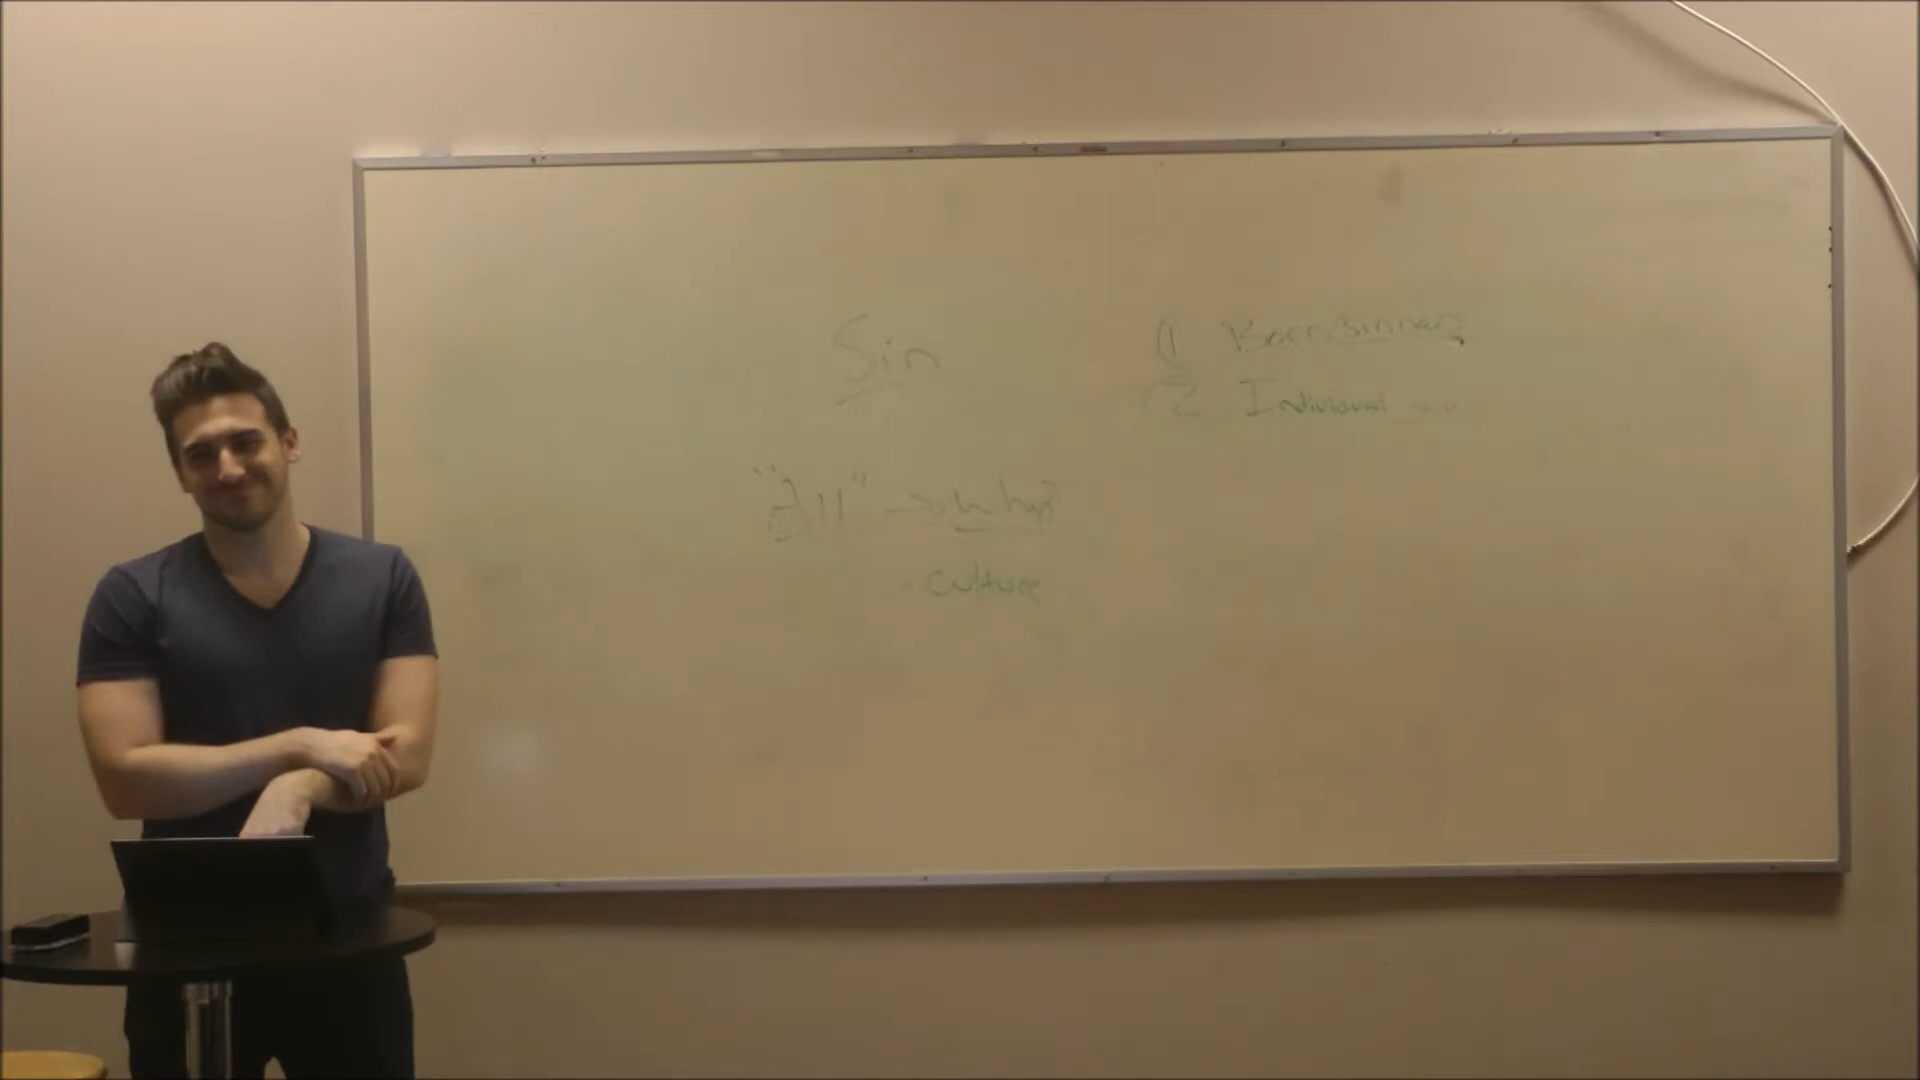 Sin
1 Born sinners
2 Individual
"All" → why?
culture